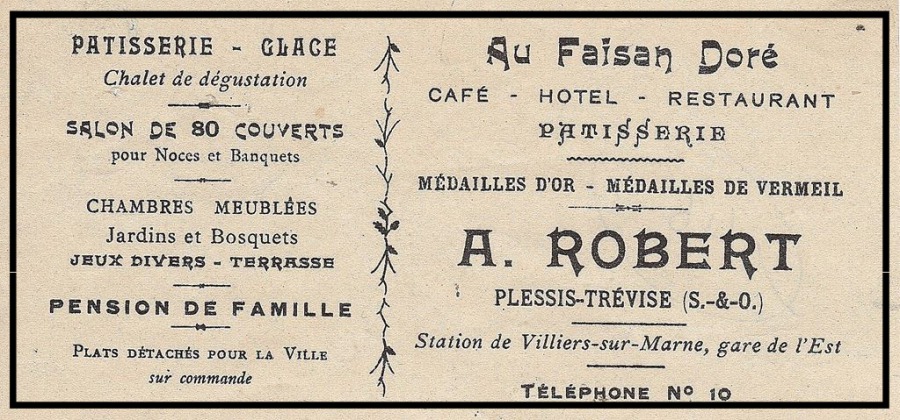 PATISSERIE - GLACE
Chalet de dégustation
SALON DE 80 COUVERTS
pour Noces et Banquets
CHAMBRES MEUBLÉES
Jardins et Bosquets
JEUX DIVERS - TERRASSE
PENSION DE FAMILLE
PLATS DÉTACHÉS POUR LA VILLE
sur commande
Au Faisan Doré
CAFÉ - HOTEL - RESTAURANT
PATISSERIE
MÉDAILLES D'OR - MÉDAILLES DE VERMEIL
A. ROBERT
PLESSIS-TRÉVISE (S.-&-O.)
Station de Villiers-sur-Marne, gare de l'Est
TÉLÉPHONE No 10